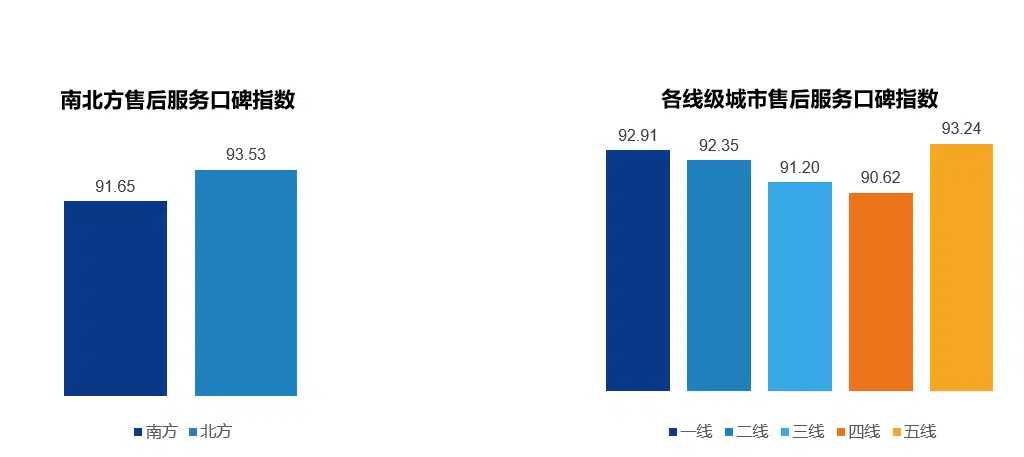 南北方售后服务口碑指数
91.65
93.53
南方 北方
各线级城市售后服务口碑指数
92.91
92.35
91.20
90.62
93.24
一线 二线 三线 四线 五线